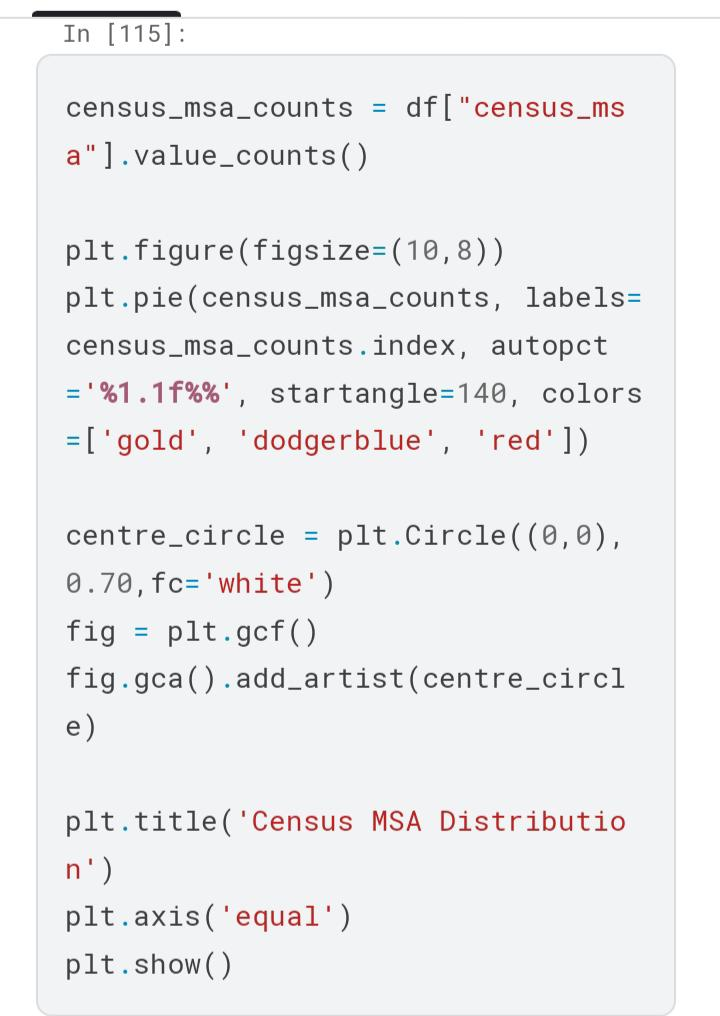 In [115]:
census_msa_counts = df["census_ms
a"].value_counts()
plt.figure(figsize=(10,8))
plt.pie(census_msa_counts, labels=
census_msa_counts.index, autopct
='%1.1f%%', startangle=140, colors
=['gold', 'dodgerblue', 'red'])
centre_circle = plt.Circle((0,0),
0.70,fc='white')
fig = plt.gcf()
fig.gca().add_artist(centre_circl
e)
plt.title('Census MSA Distributio
n')
plt.axis('equal')
plt.show()